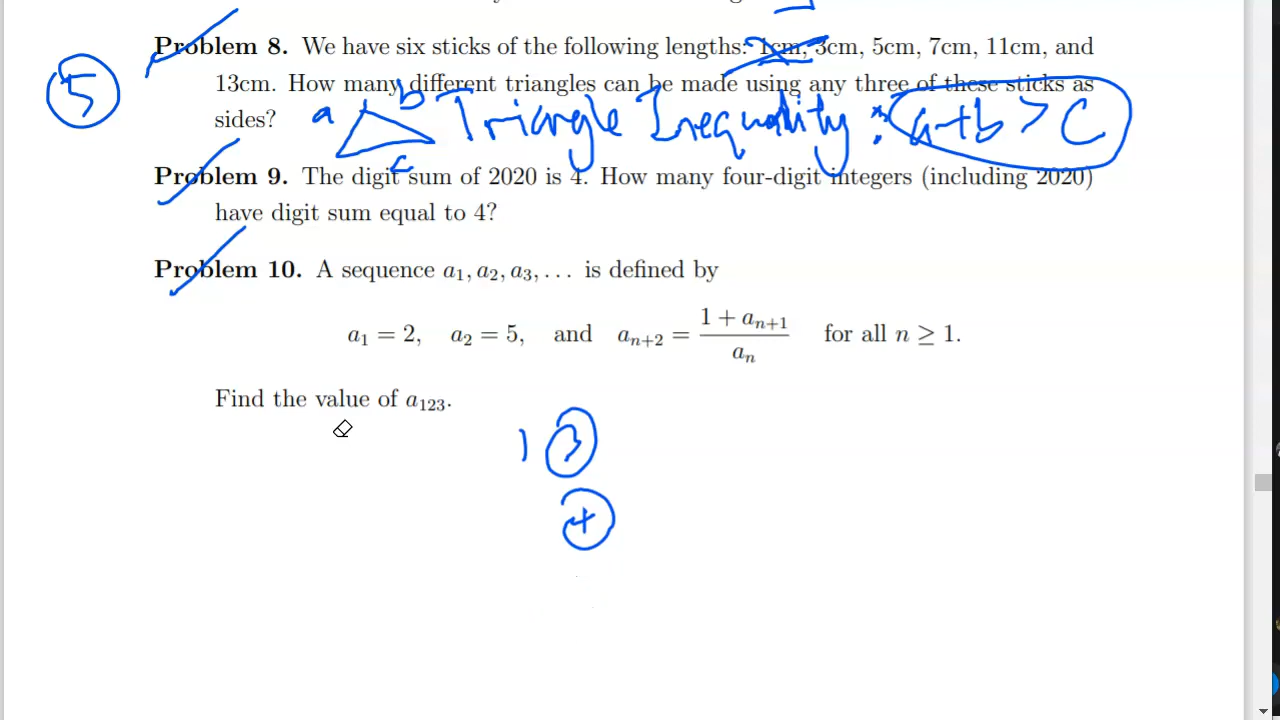 Problem 8. We have six sticks of the following lengths: 1cm, 3cm, 5cm, 7cm, 11cm, and
5
13cm. How many different triangles can be made using any three of these sticks as
sides?
a b c Triangle Inequality : a+b > c
Problem 9. The digit sum of 2020 is 4. How many four-digit integers (including 2020)
have digit sum equal to 4?
Problem 10. A sequence a₁, a₂, a₃, . . . is defined by
a₁ = 2, a₂ = 5, and aₙ₊₂ = (1 + aₙ₊₁)/aₙ for all n ≥ 1.
Find the value of a₁₂₃.
1 3
4